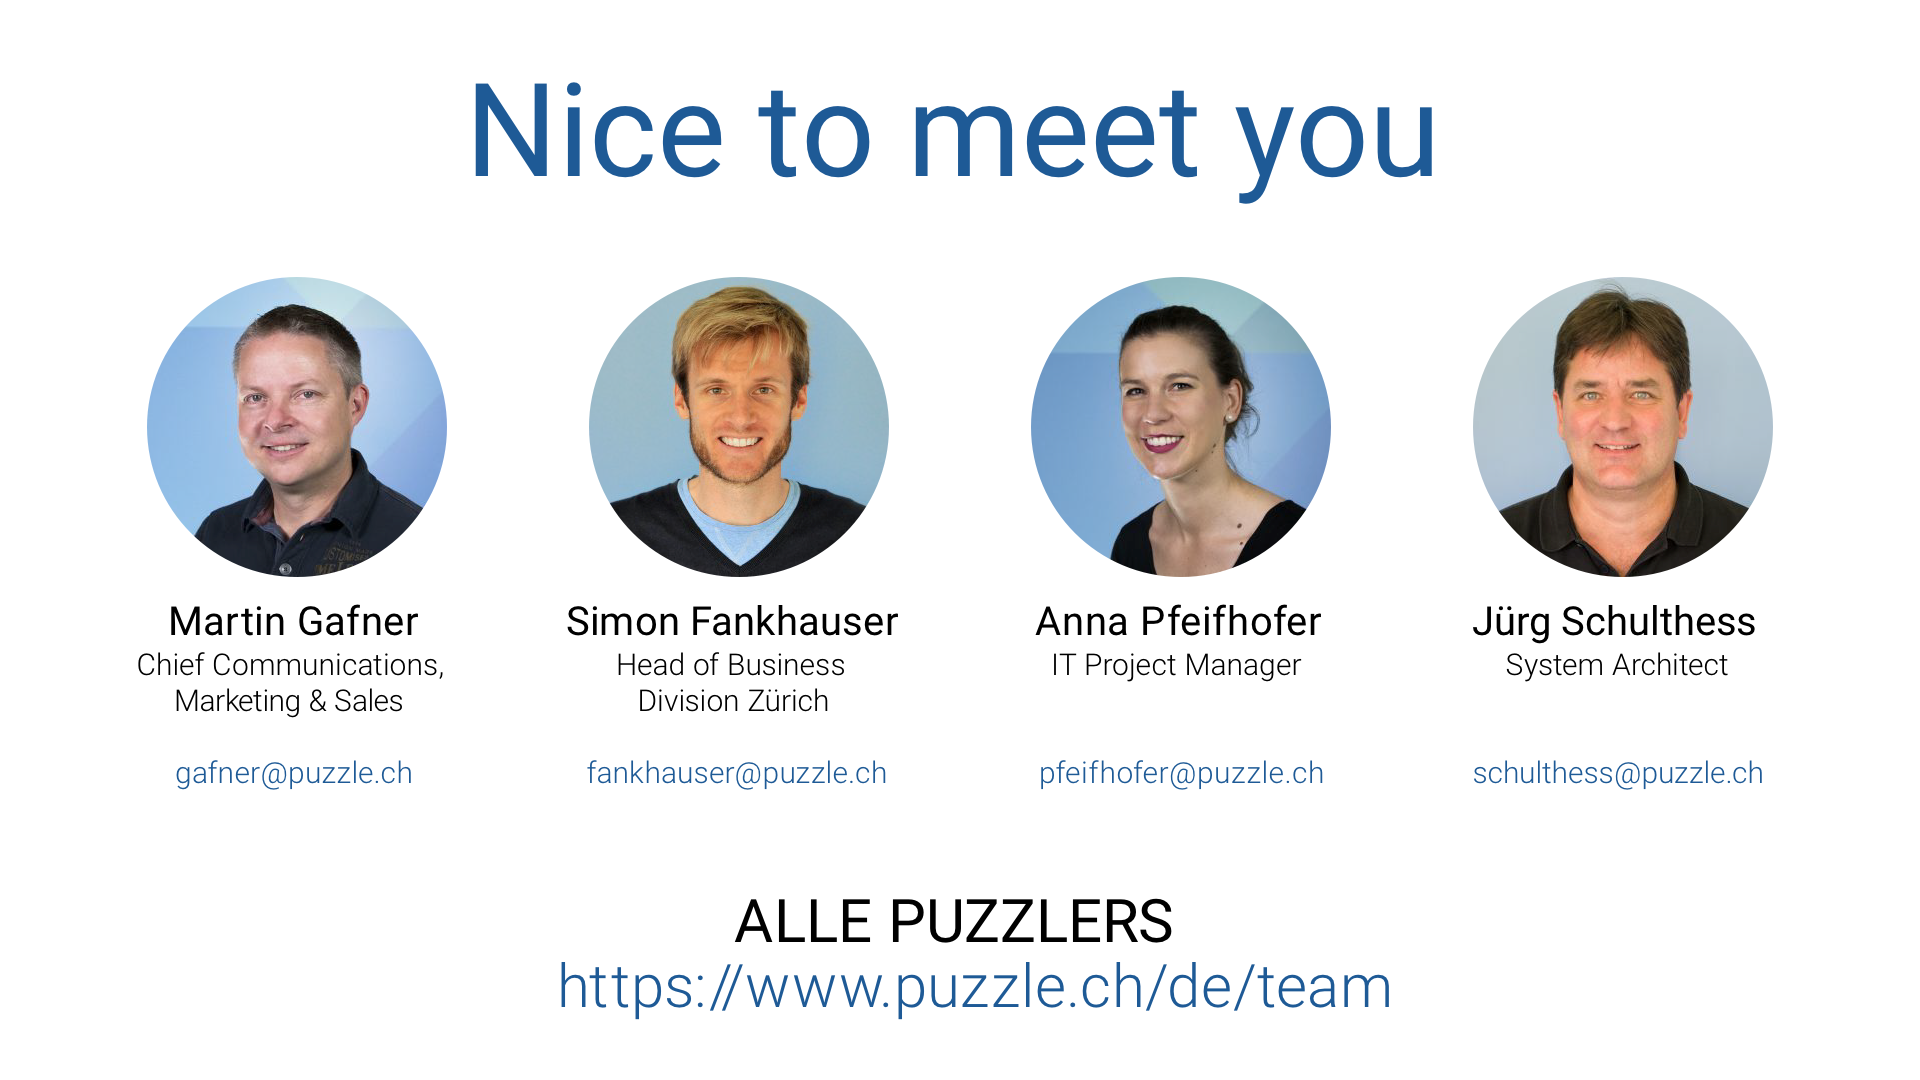 Nice to meet you
Martin Gafner
Chief Communications,
Marketing & Sales
gafner@puzzle.ch
Simon Fankhauser
Head of Business
Division Zürich
fankhauser@puzzle.ch
Anna Pfeifhofer
IT Project Manager
pfeifhofer@puzzle.ch
Jürg Schulthess
System Architect
schulthess@puzzle.ch
ALLE PUZZLERS
https://www.puzzle.ch/de/team